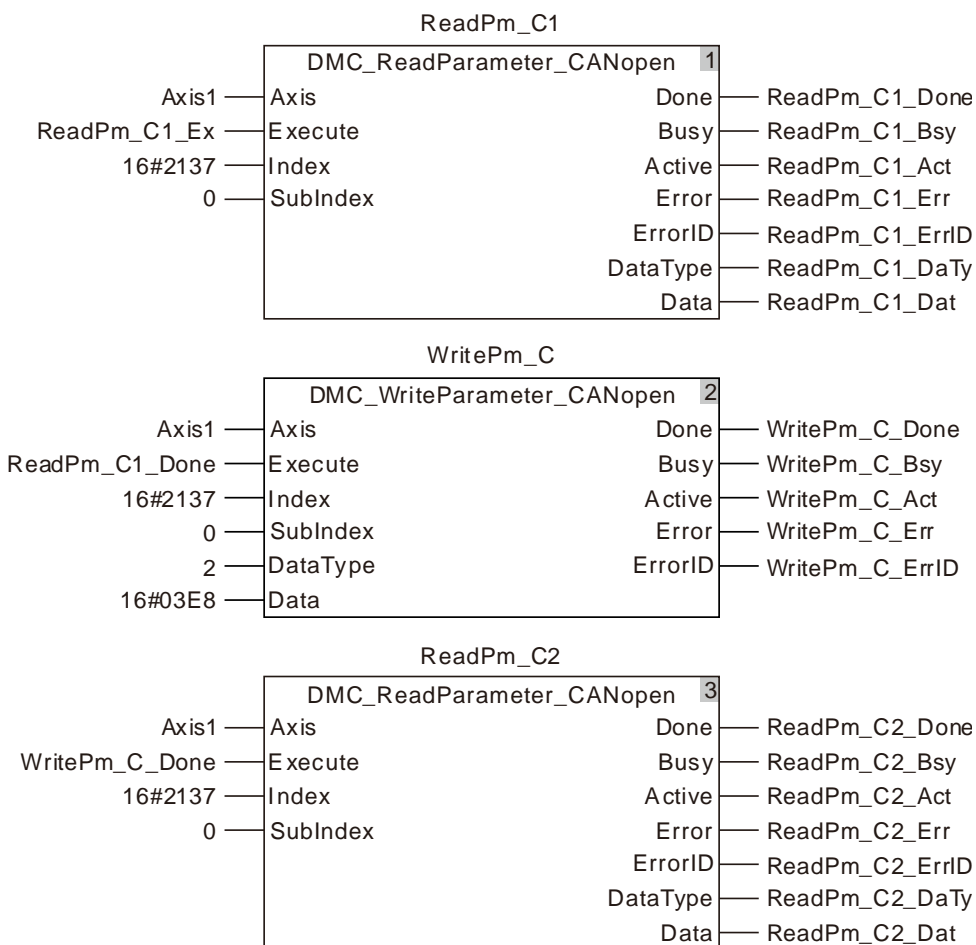 ReadPm_C1
DMC_ReadParameter_CANopen 1
Axis1 Axis Done ReadPm_C1_Done
ReadPm_C1_Ex Execute Busy ReadPm_C1_Bsy
16#2137 Index Active ReadPm_C1_Act
0 SubIndex Error ReadPm_C1_Err
ErrorID ReadPm_C1_ErrID
DataType ReadPm_C1_DaTy
Data ReadPm_C1_Dat
WritePm_C
DMC_WriteParameter_CANopen 2
Axis1 Axis Done WritePm_C_Done
ReadPm_C1_Done Execute Busy WritePm_C_Bsy
16#2137 Index Active WritePm_C_Act
0 SubIndex Error WritePm_C_Err
2 DataType ErrorID WritePm_C_ErrID
16#03E8 Data
ReadPm_C2
DMC_ReadParameter_CANopen 3
Axis1 Axis Done ReadPm_C2_Done
WritePm_C_Done Execute Busy ReadPm_C2_Bsy
16#2137 Index Active ReadPm_C2_Act
0 SubIndex Error ReadPm_C2_Err
ErrorID ReadPm_C2_ErrID
DataType ReadPm_C2_DaTy
Data ReadPm_C2_Dat